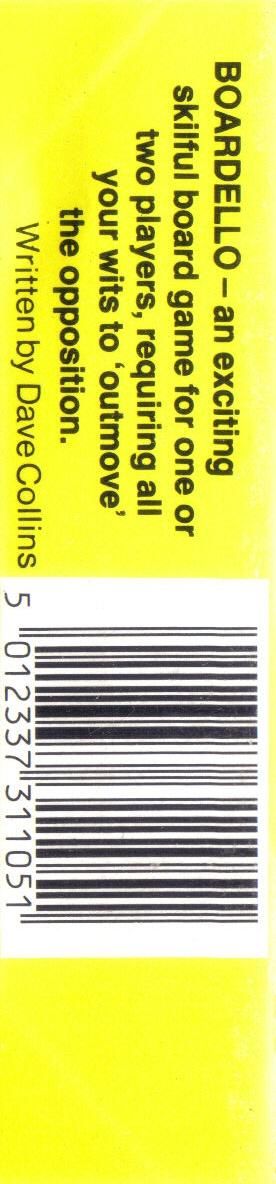 BOARDELLO – an exciting
skilful board game for one or
two players, requiring all
your wits to ‘outmove’
the opposition.
Written by Dave Collins
5 012337 311051